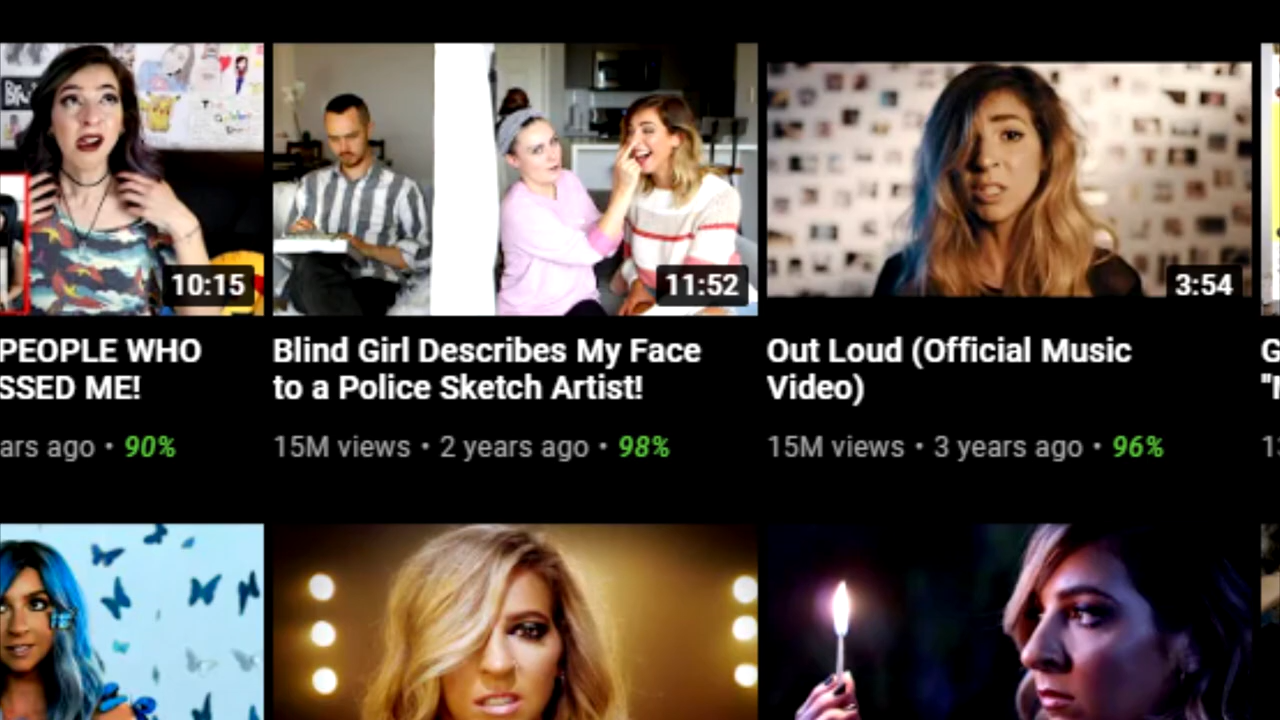 10:15
11:52
3:54
PEOPLE WHO
SSED ME!
Blind Girl Describes My Face
to a Police Sketch Artist!
Out Loud (Official Music
Video)
G
"I
ars ago • 90%
15M views • 2 years ago • 98%
15M views • 3 years ago • 96%